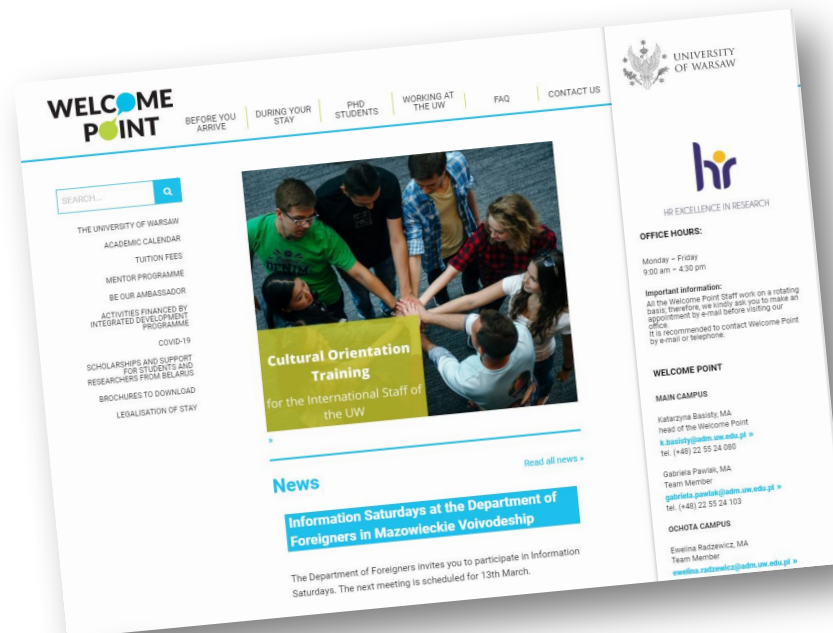 WELCOME
POINT
BEFORE YOU
ARRIVE
DURING YOUR
STAY
PHD
STUDENTS
WORKING AT
THE UW
FAQ
CONTACT US
UNIVERSITY
OF WARSAW
SEARCH...
THE UNIVERSITY OF WARSAW
ACADEMIC CALENDAR
TUITION FEES
MENTOR PROGRAMME
BE OUR AMBASSADOR
ACTIVITIES FINANCED BY
INTEGRATED DEVELOPMENT
PROGRAMME
COVID-19
SCHOLARSHIPS AND SUPPORT
FOR STUDENTS AND
RESEARCHERS FROM BELARUS
BROCHURES TO DOWNLOAD
LEGALISATION OF STAY
DENIM
Cultural Orientation
Training
for the International Staff of
the UW
»
Read all news »
News
Information Saturdays at the Department of
Foreigners in Mazowieckie Voivodeship
The Department of Foreigners invites you to participate in Information
Saturdays. The next meeting is scheduled for 13th March.
hr
HR EXCELLENCE IN RESEARCH
OFFICE HOURS:
Monday – Friday
9:00 am – 4:30 pm
Important information:
All the Welcome Point Staff work on a rotating
basis; therefore, we kindly ask you to make an
appointment by e-mail before visiting our
office.
It is recommended to contact Welcome Point
by e-mail or telephone.
WELCOME POINT
MAIN CAMPUS
Katarzyna Basisty, MA
head of the Welcome Point
k.basisty@adm.uw.edu.pl »
tel. (+48) 22 55 24 080
Gabriela Pawlak, MA
Team Member
gabriela.pawlak@adm.uw.edu.pl »
tel. (+48) 22 55 24 103
OCHOTA CAMPUS
Ewelina Radzewicz, MA
Team Member
ewelina.radzewicz@adm.uw.edu.pl »